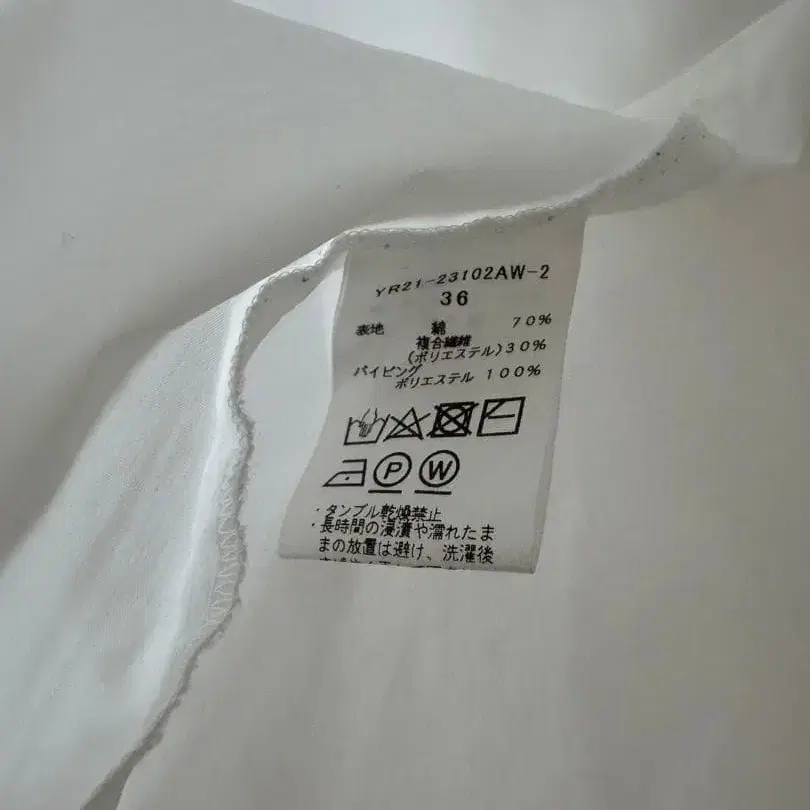 YR21-23102AW-2
36
表地 綿 70%
複合繊維
(ポリエステル)30%
パイピング
ポリエステル 100%
P W
・タンブル乾燥禁止
・長時間の浸漬や濡れたま
まの放置は避け、洗濯後